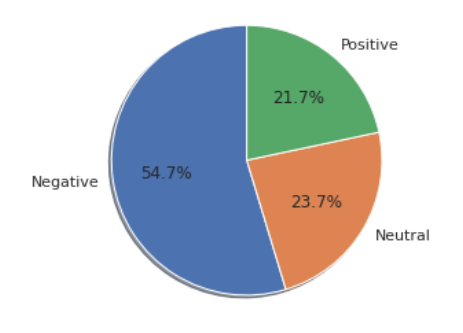 Positive
21.7%
54.7%
Negative
23.7%
Neutral